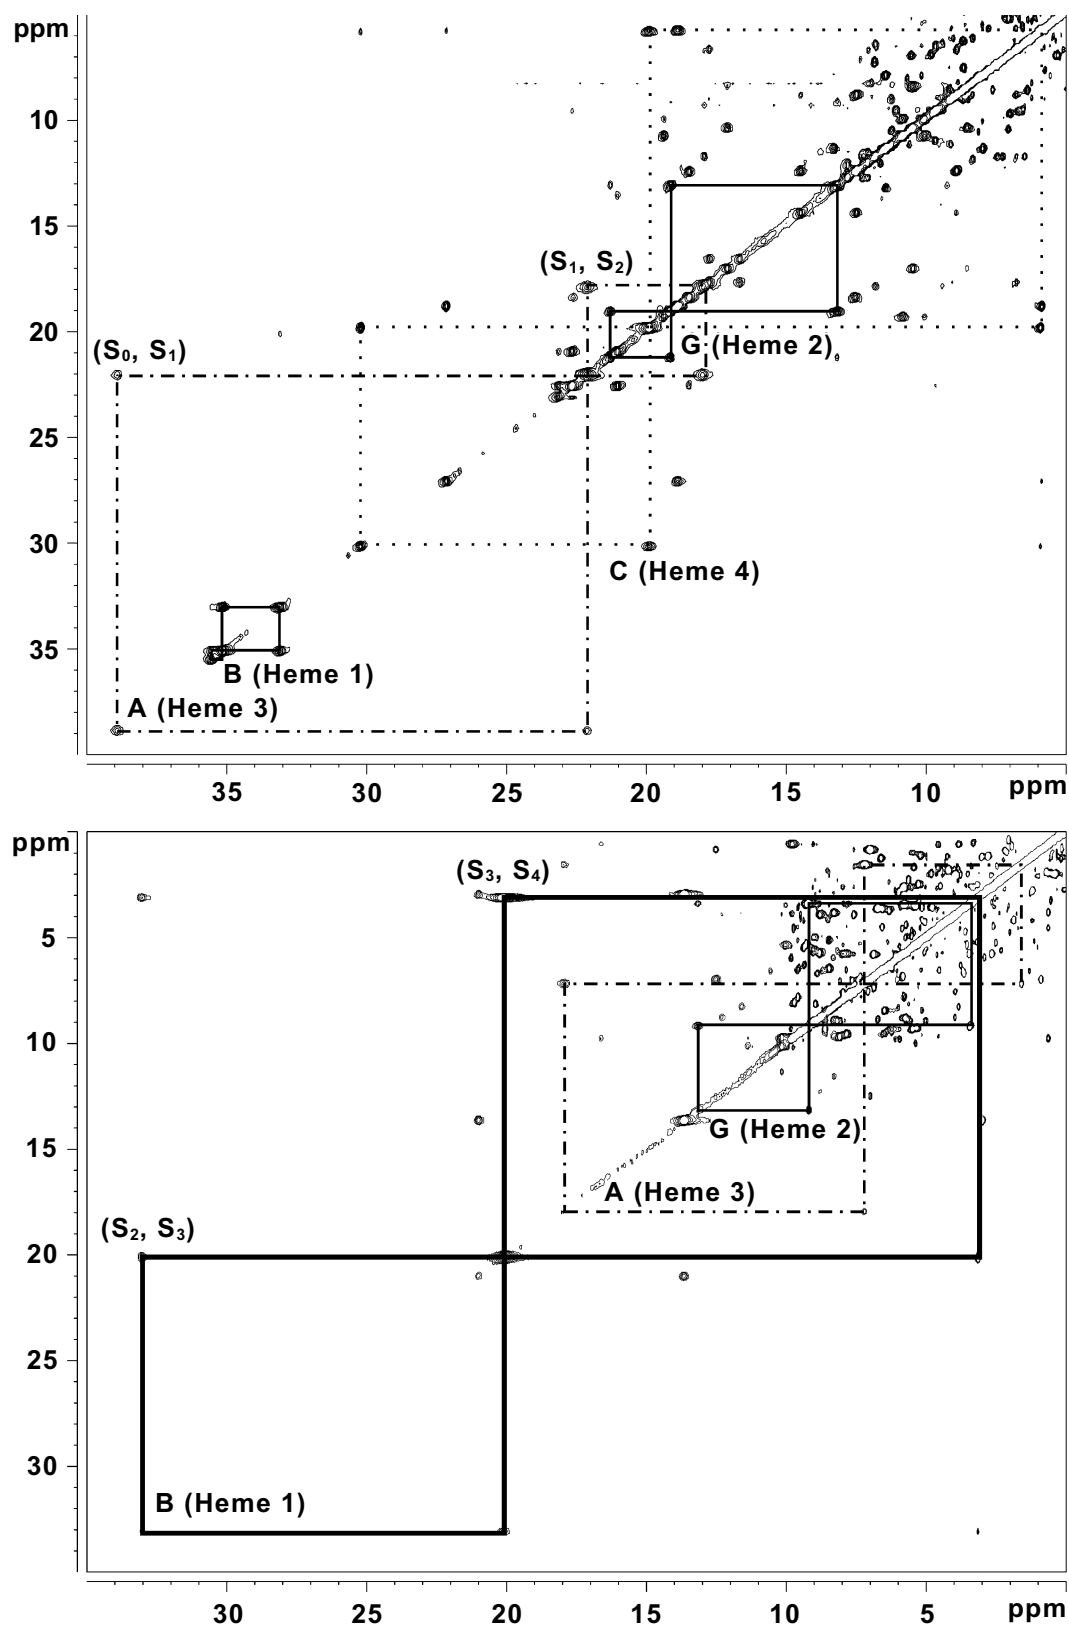 ppm
10
15
(S₁, S₂)
20
G (Heme 2)
(S₀, S₁)
25
30
C (Heme 4)
35
B (Heme 1)
A (Heme 3)
35 30 25 20 15 10 ppm
ppm
(S₃, S₄)
5
10
G (Heme 2)
15
A (Heme 3)
(S₂, S₃)
20
25
30
B (Heme 1)
30 20 10 5 ppm